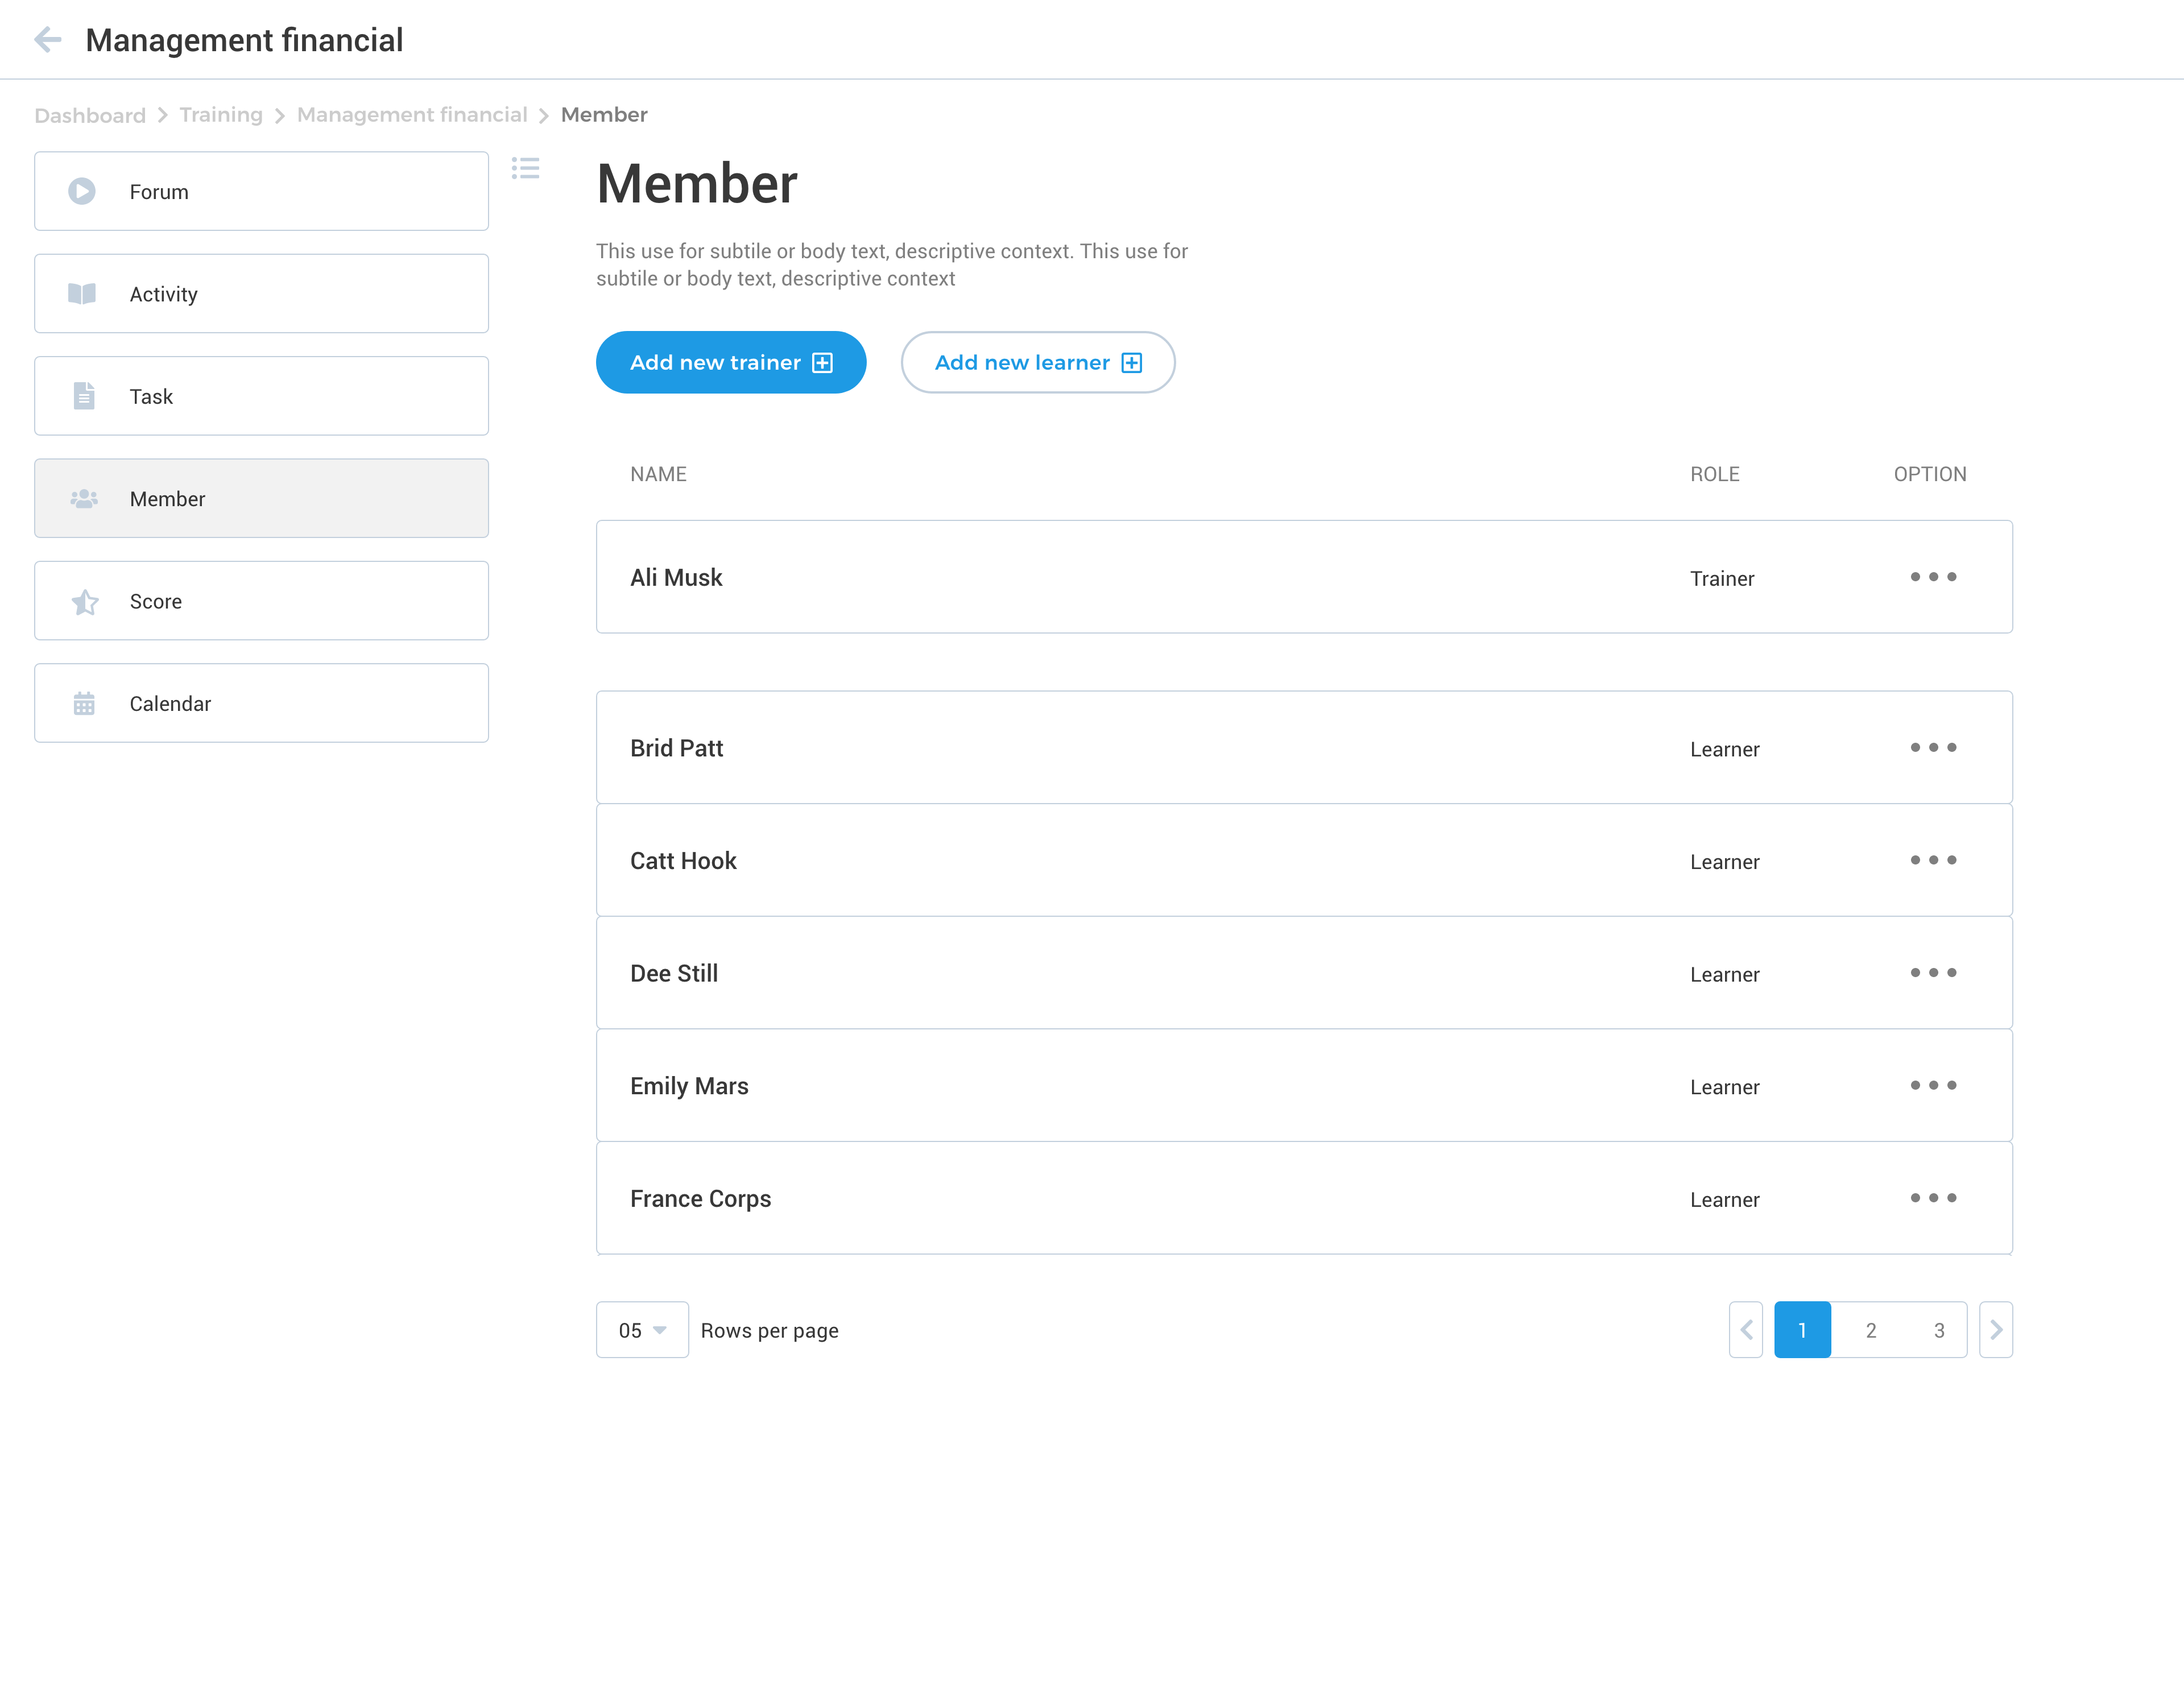 Management financial
Dashboard Training Management financial Member
Forum
Activity
Task
Member
Score
Calendar
Member
This use for subtile or body text, descriptive context. This use for
subtile or body text, descriptive context
Add new trainer
Add new learner
NAME ROLE OPTION
Ali Musk Trainer
Brid Patt Learner
Catt Hook Learner
Dee Still Learner
Emily Mars Learner
France Corps Learner
05 Rows per page
1 2 3